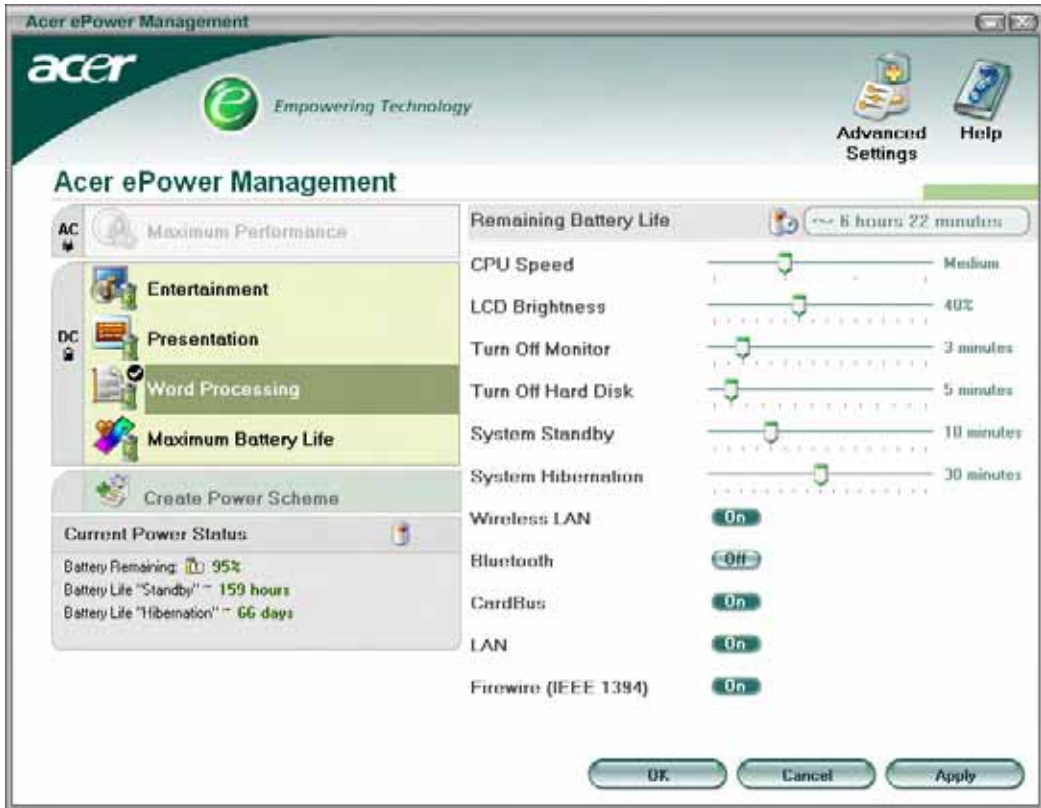 Acer ePower Management
acer
Empowering Technology
Advanced Settings
Help
Acer ePower Management
AC
Maximum Performance
DC
Entertainment
Presentation
Word Processing
Maximum Battery Life
Create Power Scheme
Current Power Status
Battery Remaining: 95%
Battery Life "Standby" ~ 159 hours
Battery Life "Hibernation" ~ 66 days
Remaining Battery Life ~ 6 hours 22 minutes
CPU Speed Medium
LCD Brightness 40%
Turn Off Monitor 3 minutes
Turn Off Hard Disk 5 minutes
System Standby 10 minutes
System Hibernation 30 minutes
Wireless LAN On
Bluetooth Off
CardBus On
LAN On
Firewire (IEEE 1394) On
OK Cancel Apply